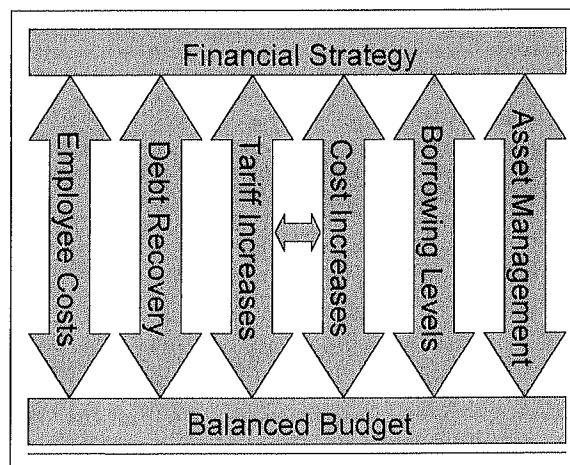 Financial Strategy
Employee Costs
Debt Recovery
Tariff Increases
Cost Increases
Borrowing Levels
Asset Management
Balanced Budget